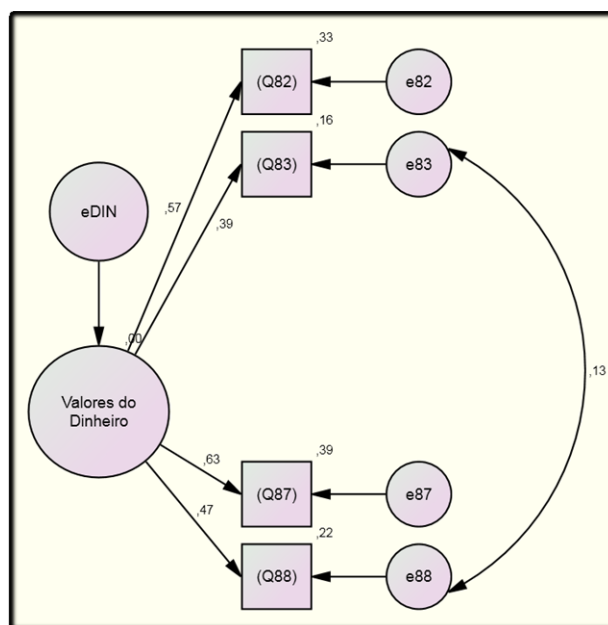 ,33
(Q82)
e82
,16
(Q83)
e83
eDIN
,57
,39
,00
,13
Valores do
Dinheiro
,63
,39
(Q87)
e87
,47
,22
(Q88)
e88